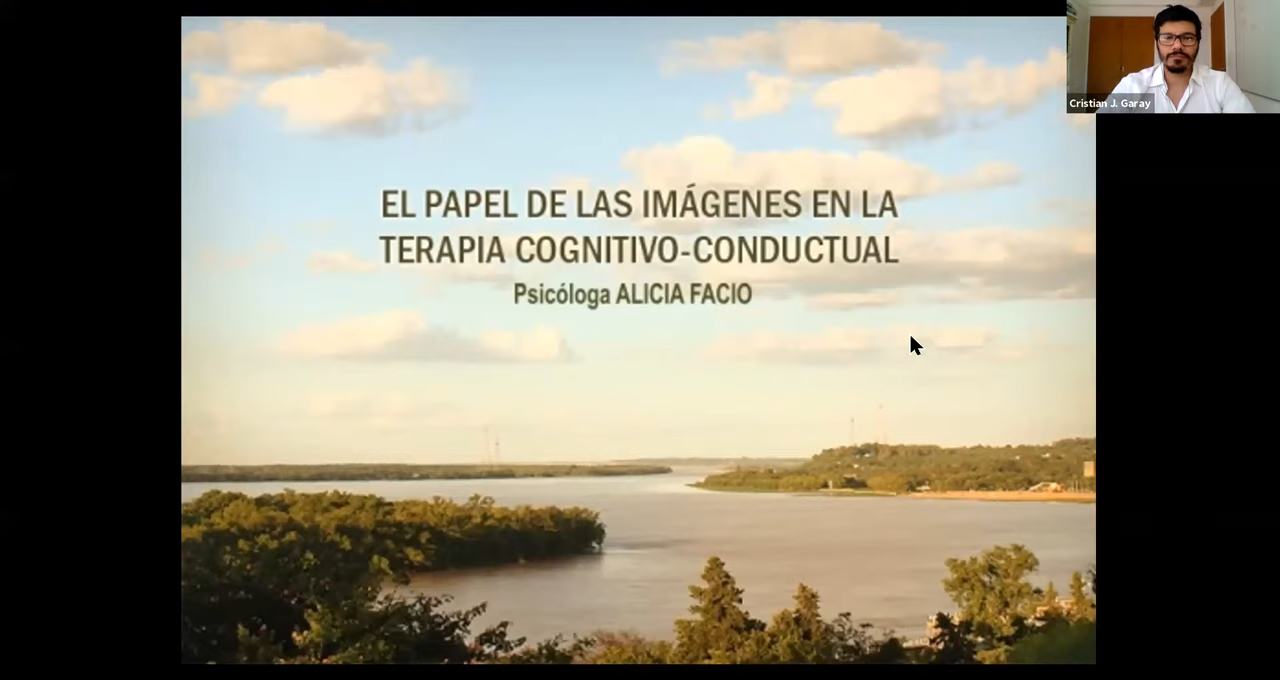 EL PAPEL DE LAS IMÁGENES EN LA
TERAPIA COGNITIVO-CONDUCTUAL
Psicóloga ALICIA FACIO
Cristian J. Garay